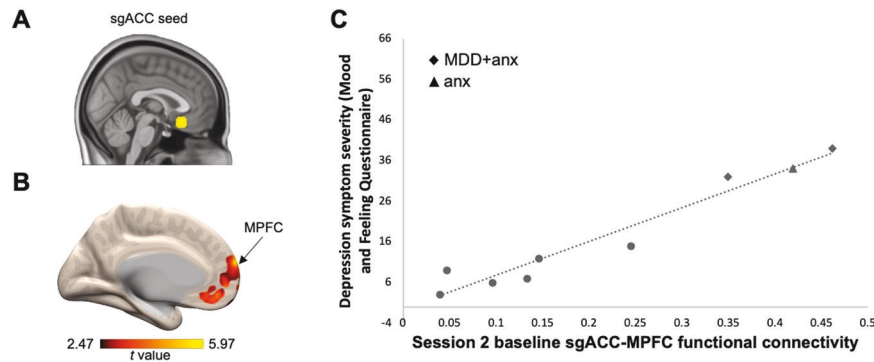 A
sgACC seed
B
MPFC
2.47
5.97
t value
C
Depression symptom severity (Mood
and Feeling Questionnaire)
66
56
46
36
26
16
6
-4
MDD+anx
anx
0
0.05
0.1
0.15
0.2
0.25
0.3
0.35
0.4
0.45
0.5
Session 2 baseline sgACC-MPFC functional connectivity